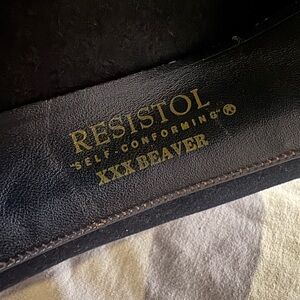 RESISTOL
"SELF-CONFORMING"®
XXX BEAVER